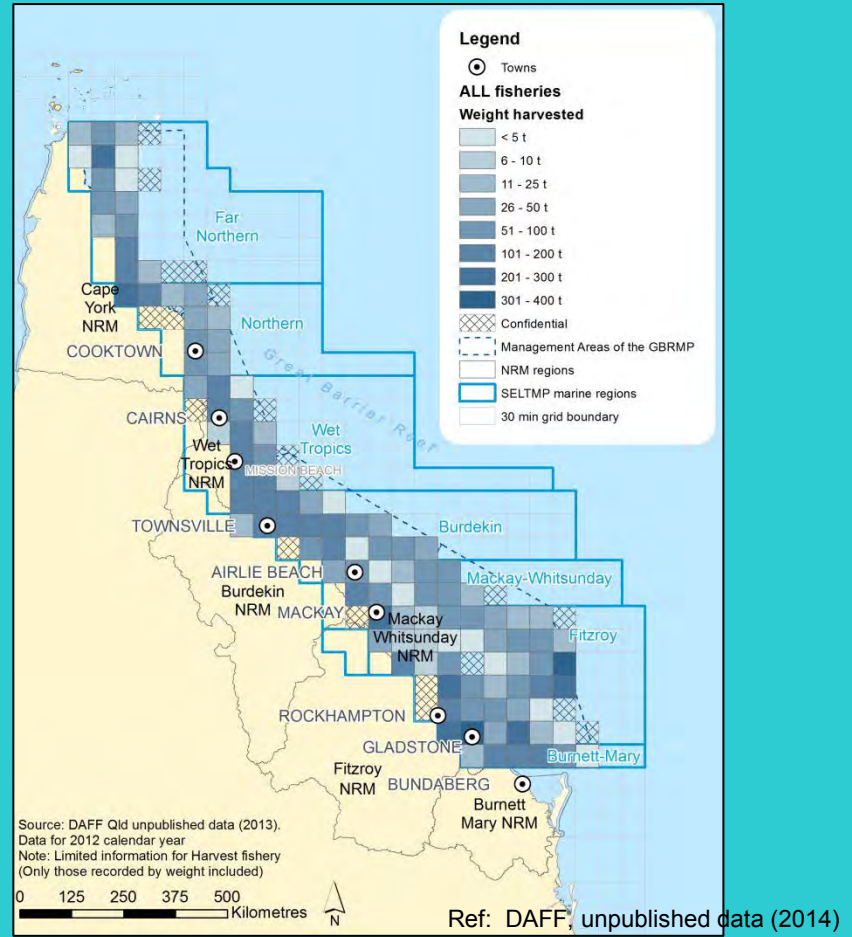 Legend
Towns
ALL fisheries
Weight harvested
< 5 t
6 - 10 t
11 - 25 t
26 - 50 t
51 - 100 t
101 - 200 t
201 - 300 t
301 - 400 t
Confidential
Management Areas of the GBRMP
NRM regions
SELTMP marine regions
30 min grid boundary
Far
Northern
Cape
York
NRM
Northern
COOKTOWN
Great Barrier Reef
CAIRNS
Wet
Tropics
Wet
Tropics
NRM
MISSION BEACH
TOWNSVILLE
Burdekin
AIRLIE BEACH
Mackay-Whitsunday
Burdekin
NRM
MACKAY
Mackay
Whitsunday
NRM
Fitzroy
ROCKHAMPTON
GLADSTONE
Burnett-Mary
Fitzroy
NRM
BUNDABERG
Burnett
Mary NRM
Source: DAFF Qld unpublished data (2013).
Data for 2012 calendar year
Note: Limited information for Harvest fishery
(Only those recorded by weight included)
0 125 250 375 500
Kilometres
N
Ref: DAFF, unpublished data (2014)